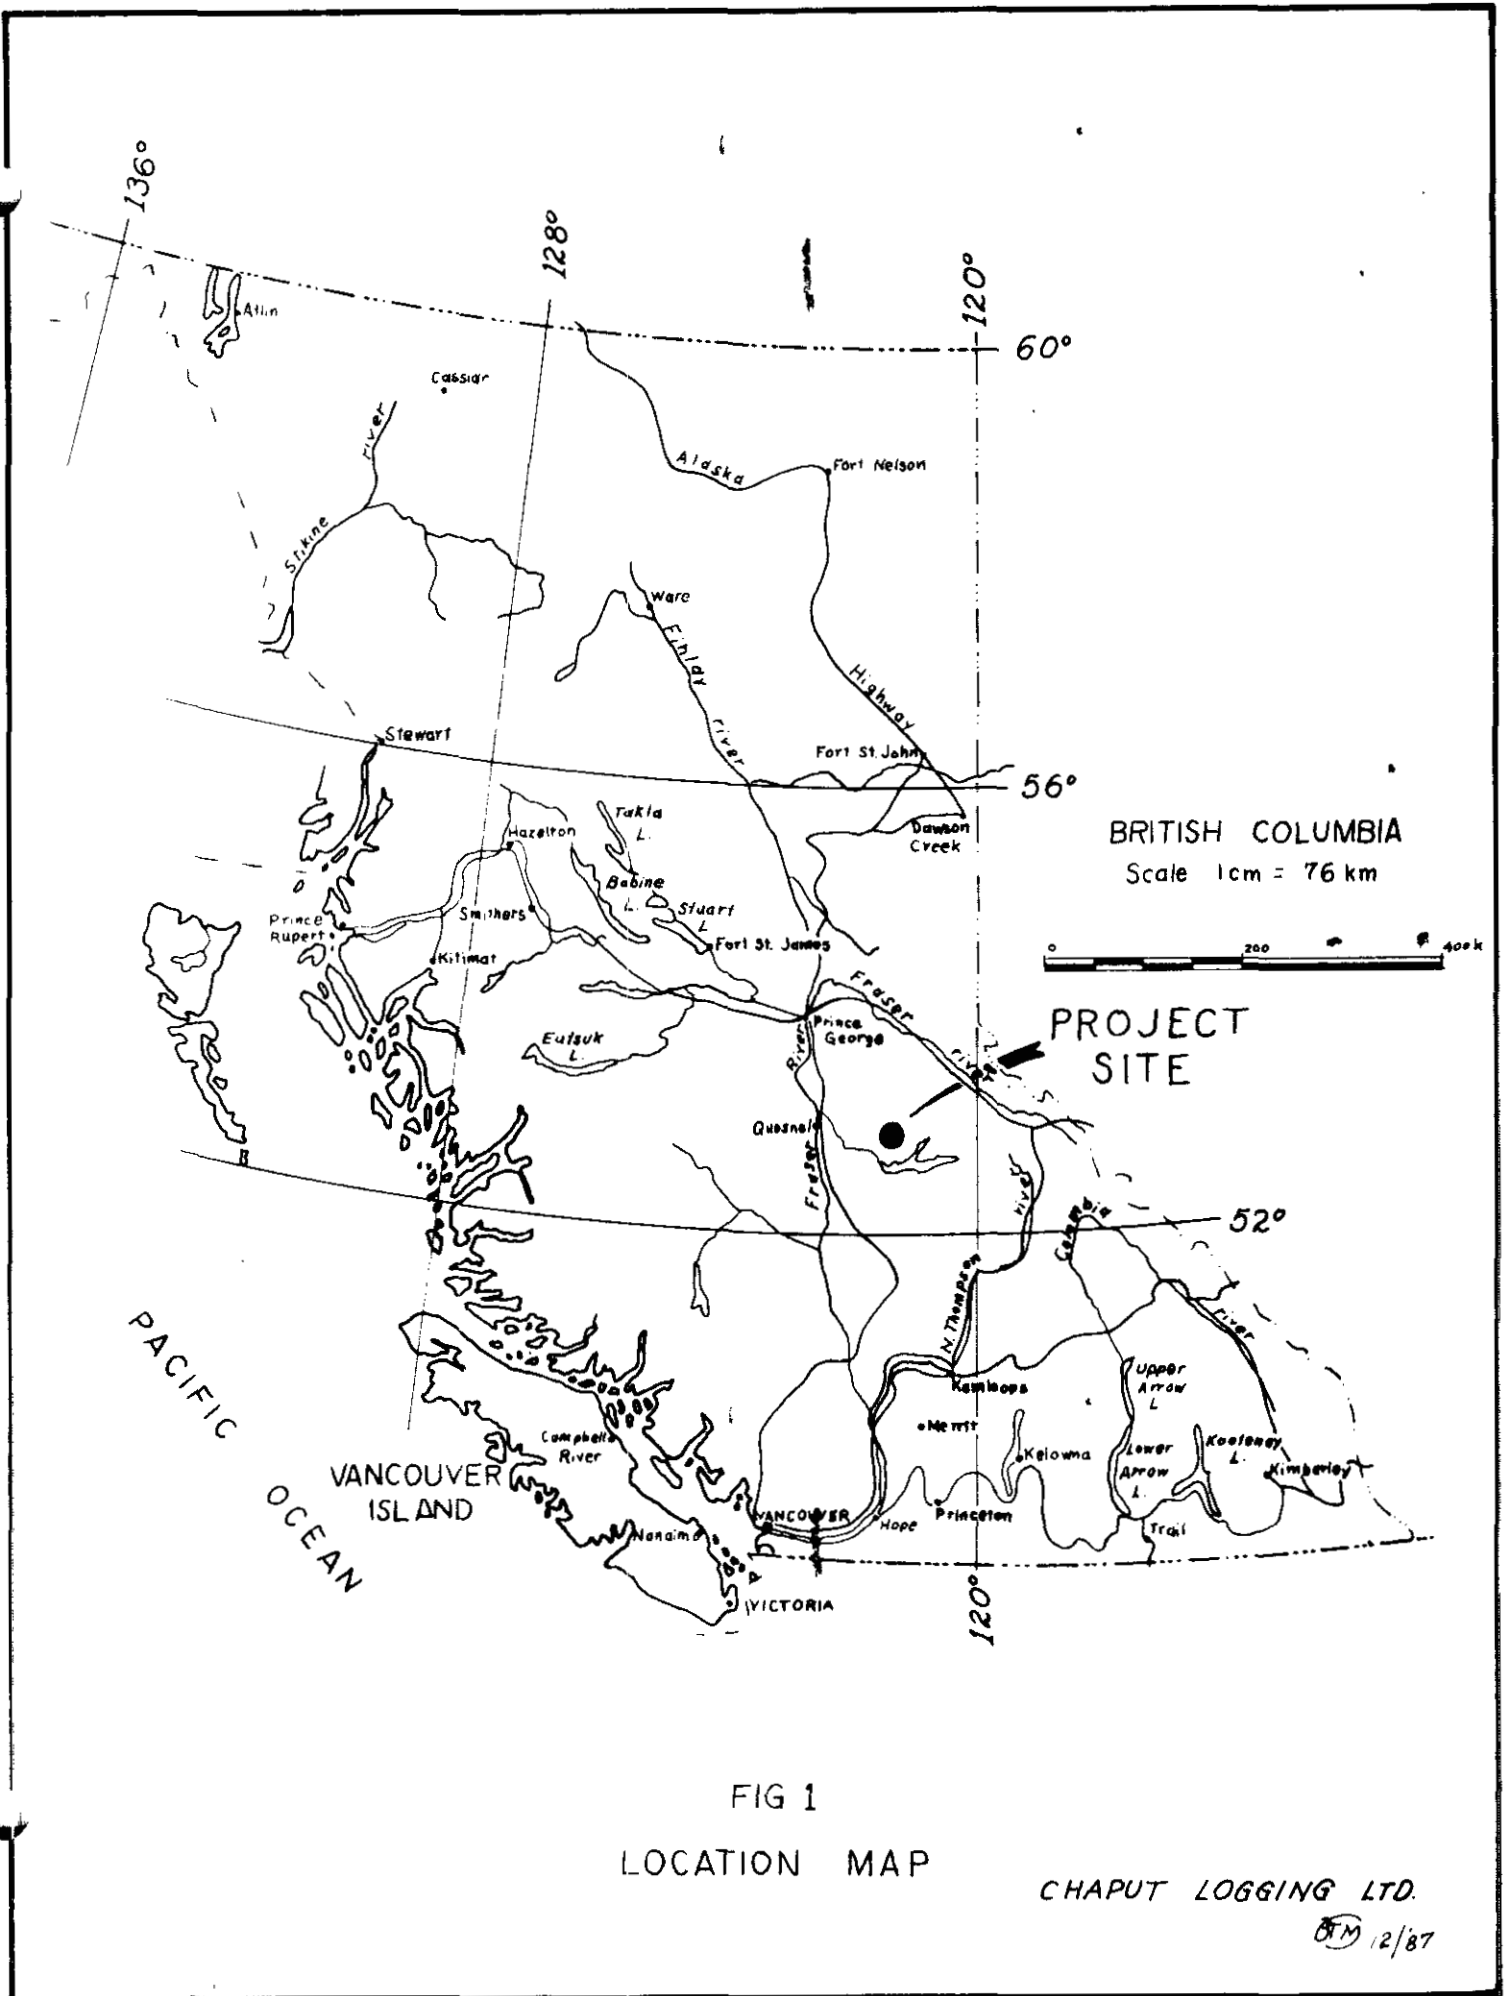 136°
128°
120°
60°
Atlin
Cassiar
river
Stikine
Alaska
Fort Nelson
Ware
Finlay
river
Highway
Fort St. John
Stewart
56°
Dawson
Creek
BRITISH COLUMBIA
Scale 1cm = 76 km
0 200 400k
Takla
L.
Hazelton
Babine
L.
Stuart
L
Smithers
Prince
Rupert
Kitimat
Fort St. James
Fraser
river
Prince
George
River
Eutsuk
L.
PROJECT
SITE
Quesnel
Fraser
52°
river
N. Thompson
Columbia
river
Kamloops
Upper
Arrow
L
Merrit
Kelowna
Lower
Arrow
L.
Kooteney
L.
Kimberley
Campbell
River
VANCOUVER
ISLAND
PACIFIC
OCEAN
VANCOUVER
Hope
Princeton
Trail
Nanaimo
VICTORIA
120°
FIG 1
LOCATION MAP
CHAPUT LOGGING LTD.
12/87